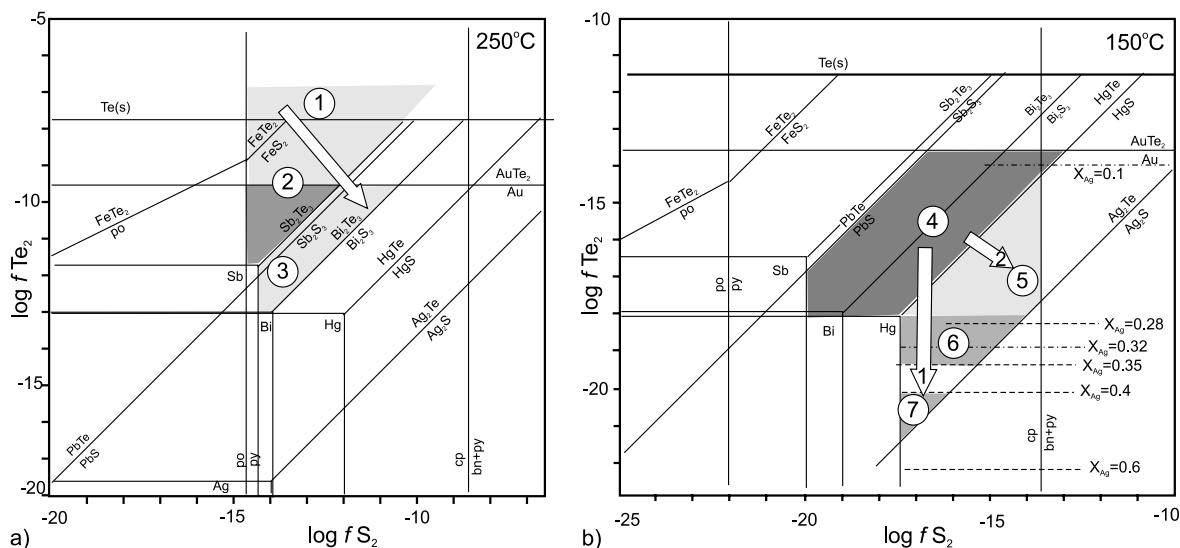 250°C
-5
-10
-15
-20
log f Te2
Te(s)
FeTe2
FeS2
FeTe2
po
AuTe2
Au
Sb2Te3
Sb2S3
Bi2Te3
Bi2S3
HgTe
HgS
Ag2Te
Ag2S
PbTe
PbS
Sb
Bi
Hg
Ag
po
py
cp
bn+py
1
2
3
-20
-15
-10
log f S2
a)
150°C
-10
-15
-20
log f Te2
Te(s)
FeTe2
FeS2
FeTe2
po
Sb2Te3
Sb2S3
Bi2Te3
Bi2S3
HgTe
HgS
AuTe2
Au
XAg=0.1
PbTe
PbS
Ag2Te
Ag2S
Sb
Bi
Hg
po
py
cp
bn+py
4
2
5
6
1
7
XAg=0.28
XAg=0.32
XAg=0.35
XAg=0.4
XAg=0.6
-25
-20
-15
-10
log f S2
b)